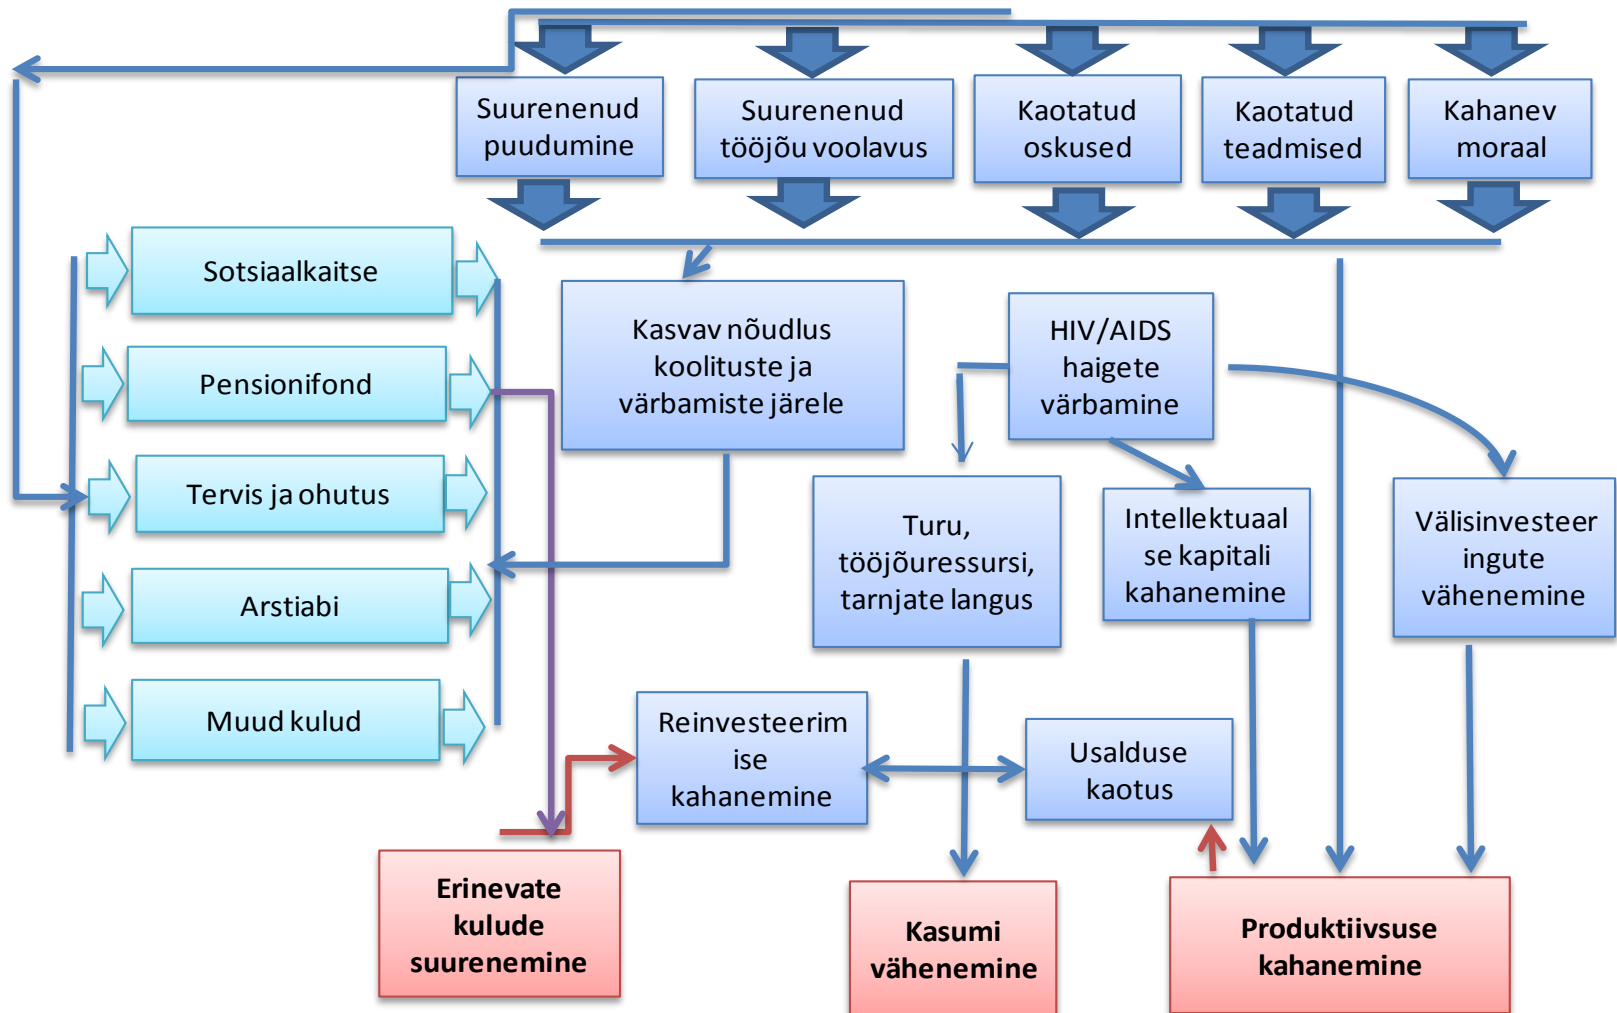 Suurenenud
puudumine
Suurenenud
tööjõu voolavus
Kaotatud
oskused
Kaotatud
teadmised
Kahanev
moraal
Sotsiaalkaitse
Pensionifond
Tervis ja ohutus
Arstiabi
Muud kulud
Kasvav nõudlus
koolituste ja
värbamiste järele
HIV/AIDS
haigete
värbamine
Turu,
tööjõuressursi,
tarnjate langus
Intellektuaal
se kapitali
kahanemine
Välisinvesteer
ingute
vähenemine
Reinvesteerim
ise
kahanemine
Usalduse
kaotus
Erinevate
kulude
suurenemine
Kasumi
vähenemine
Produktiivsuse
kahanemine